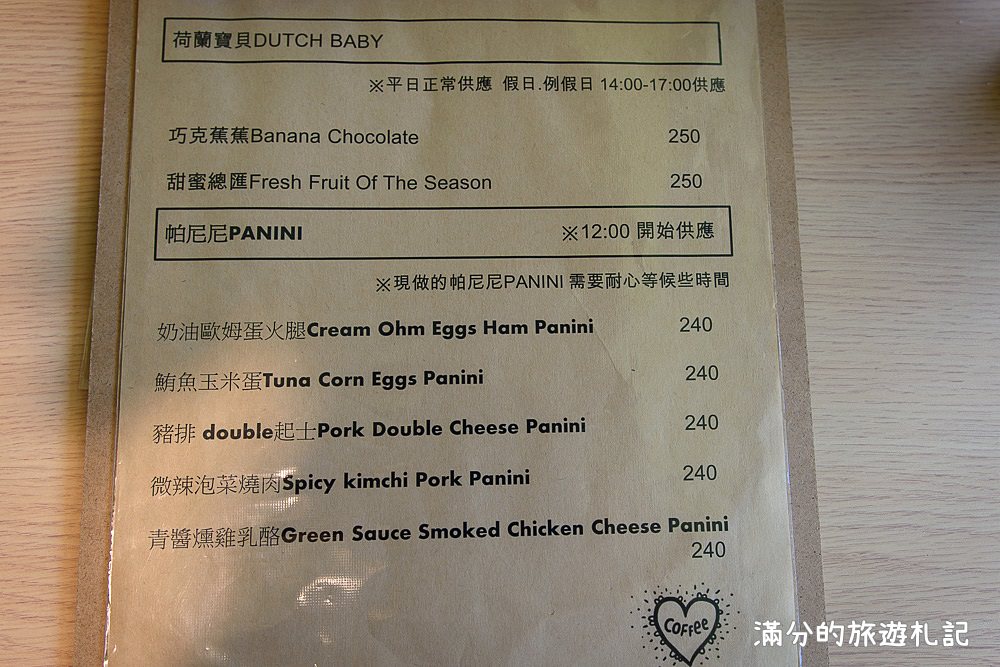 荷蘭寶貝DUTCH BABY
※平日正常供應 假日.例假日 14:00-17:00供應
巧克蕉蕉Banana Chocolate 250
甜蜜總匯Fresh Fruit Of The Season 250
帕尼尼PANINI ※12:00 開始供應
※現做的帕尼尼PANINI 需要耐心等候些時間
奶油歐姆蛋火腿Cream Ohm Eggs Ham Panini 240
鮪魚玉米蛋Tuna Corn Eggs Panini 240
豬排 double起士Pork Double Cheese Panini 240
微辣泡菜燒肉Spicy kimchi Pork Panini 240
青醬燻雞乳酪Green Sauce Smoked Chicken Cheese Panini
240
Coffee
滿分的旅遊札記